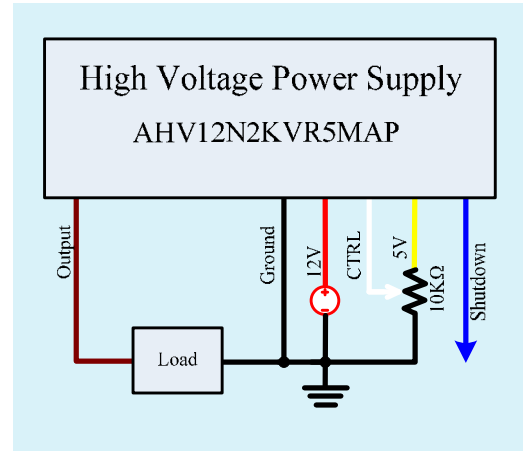 High Voltage Power Supply
AHV12N2KVR5MAP
Output
Ground
12V
CTRL
5V
10KΩ
Shutdown
+
-
Load